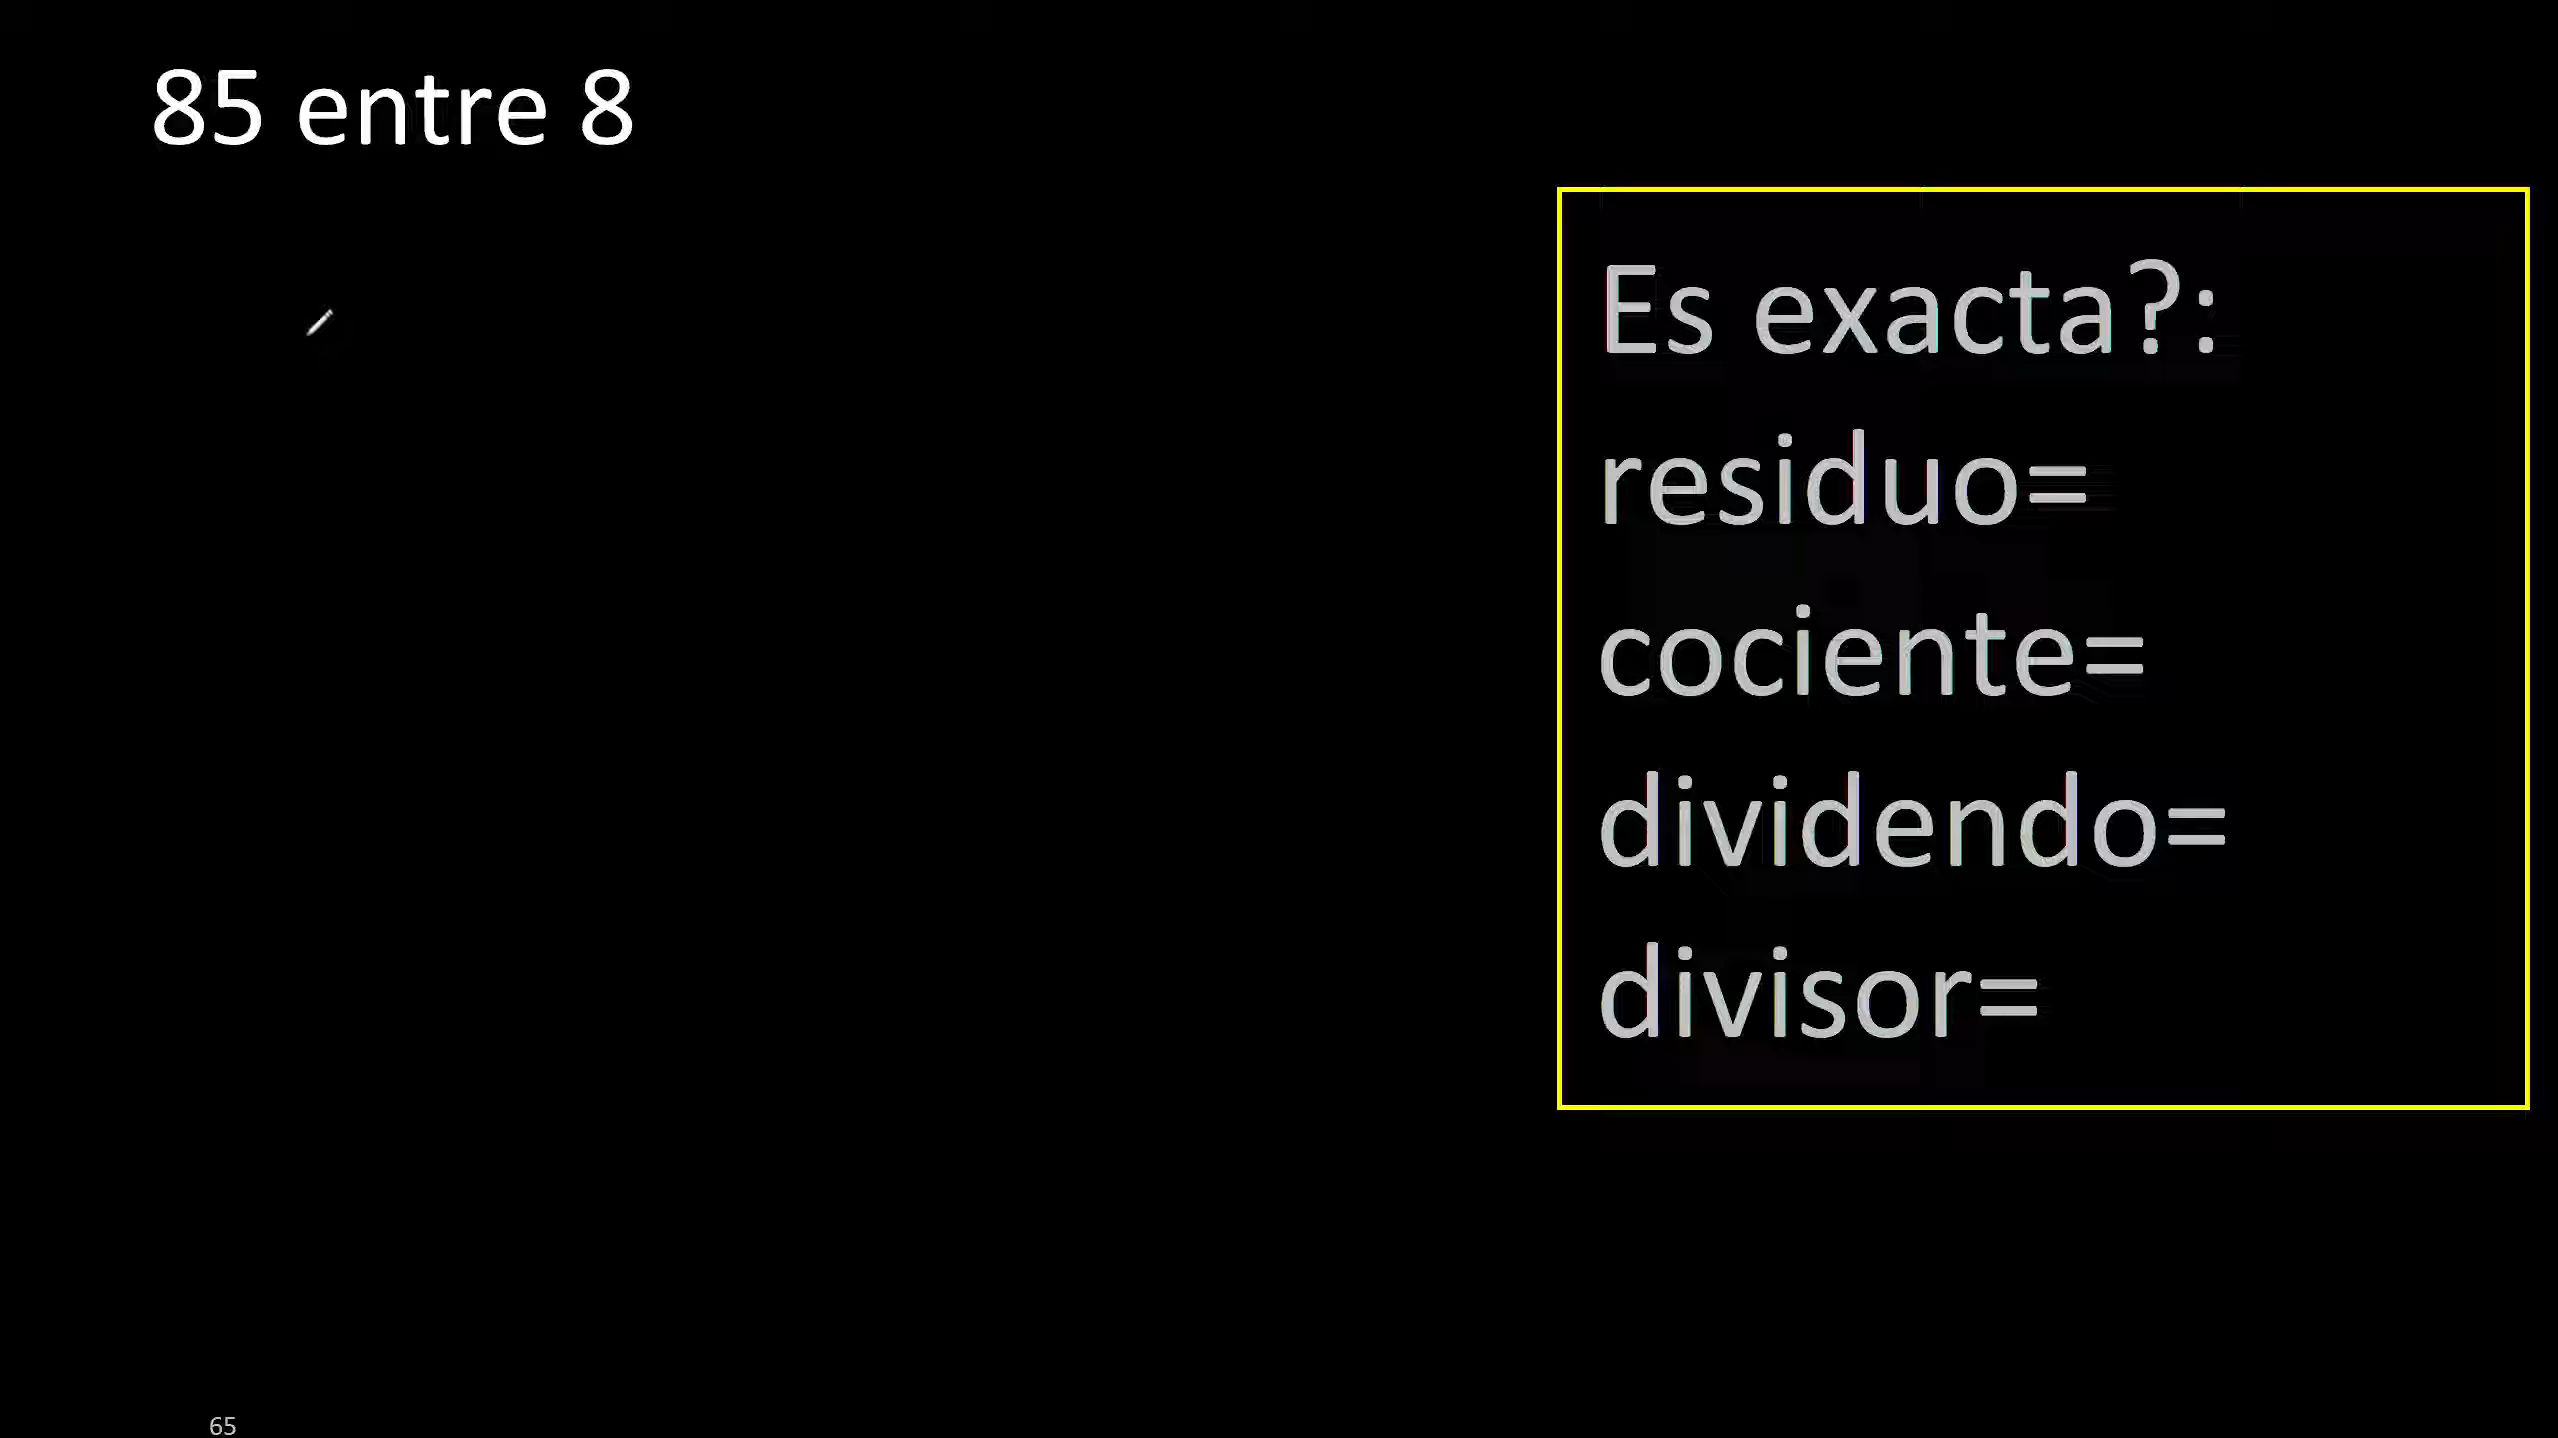 85 entre 8
Es exacta?:
residuo=
cociente=
dividendo=
divisor=
65